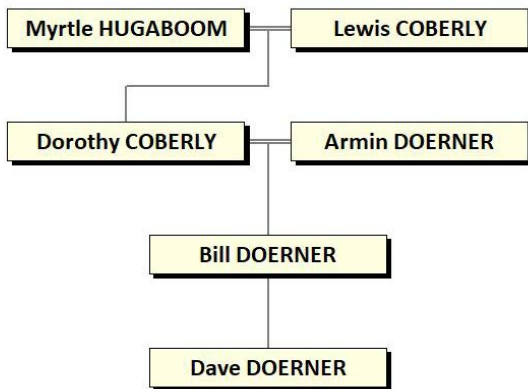 Myrtle HUGABOOM
Lewis COBERLY
Dorothy COBERLY
Armin DOERNER
Bill DOERNER
Dave DOERNER